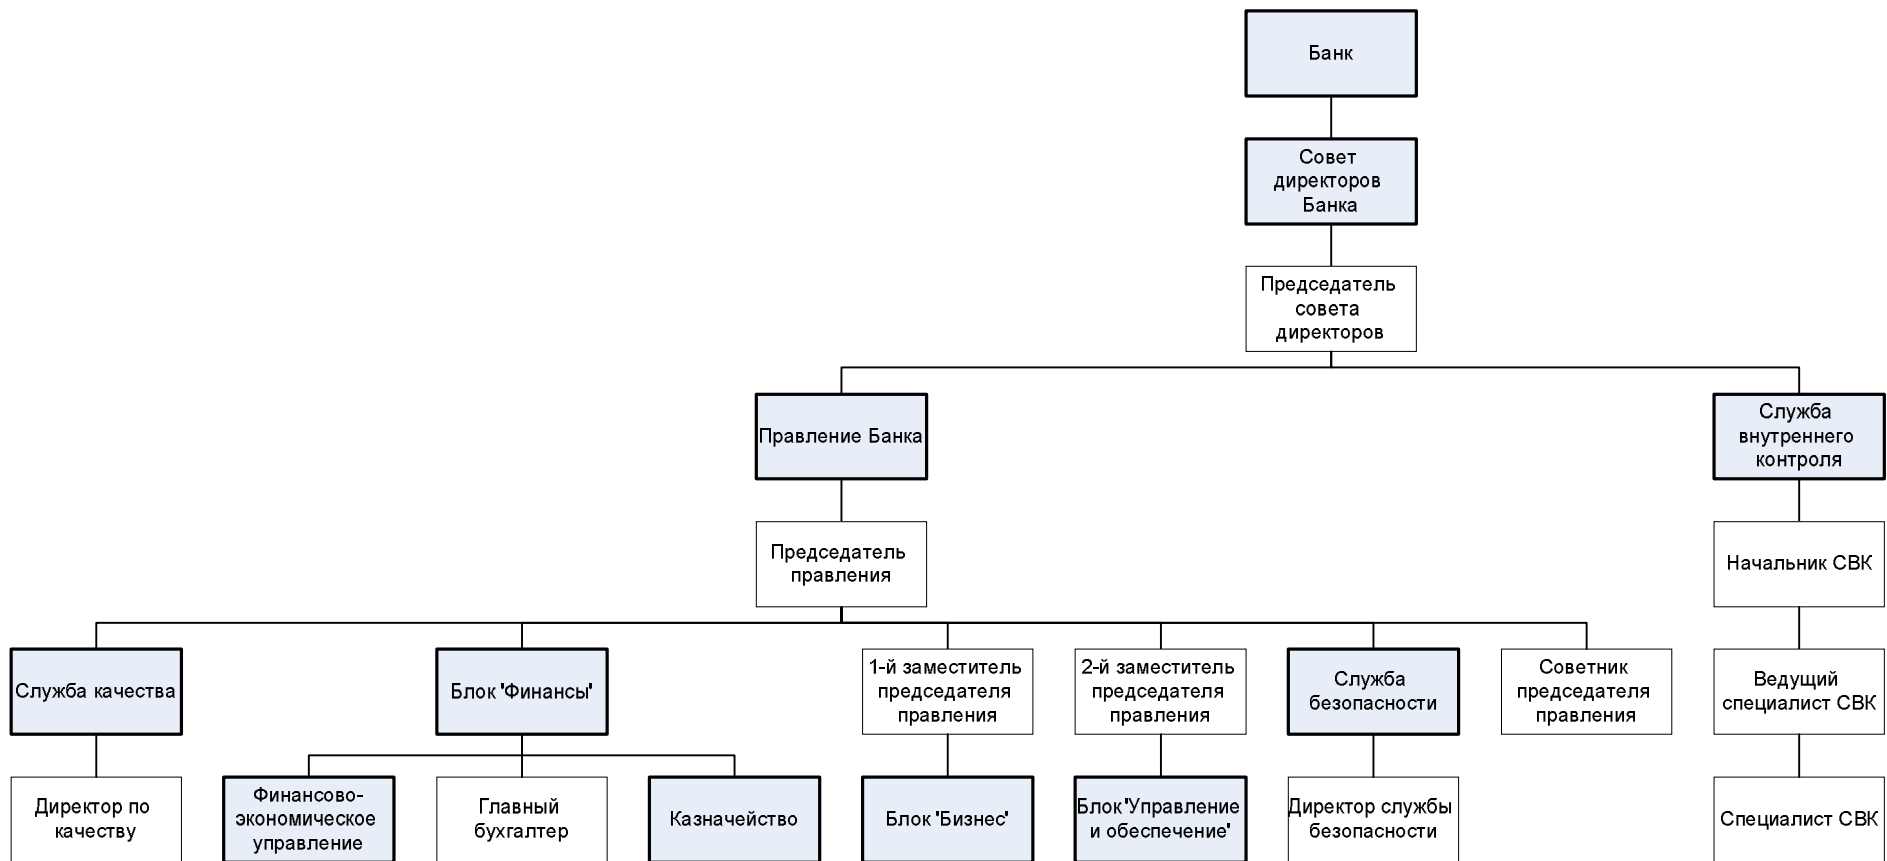 Банк
Совет
директоров
Банка
Председатель
совета
директоров
Правление Банка
Служба
внутреннего
контроля
Председатель
правления
Начальник СВК
Служба качества
Блок 'Финансы'
1-й заместитель
председателя
правления
2-й заместитель
председателя
правления
Служба
безопасности
Советник
председателя
правления
Ведущий
специалист СВК
Директор по
качеству
Финансово-
экономическое
управление
Главный
бухгалтер
Казначейство
Блок 'Бизнес'
Блок 'Управление
и обеспечение'
Директор службы
безопасности
Специалист СВК